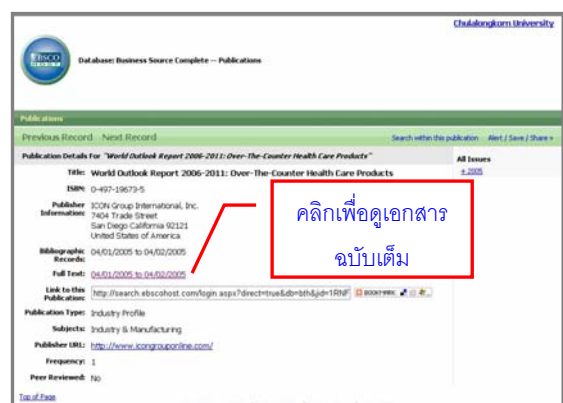 Chulalongkorn University
EBSCO
HOST
Database: Business Source Complete -- Publications
Publications
Previous Record Next Record
Search within this publication Alert / Save / Share »
Publication Details For "World Outlook Report 2006-2011: Over-The-Counter Health Care Products"
All Issues
+ 2005
Title: World Outlook Report 2006-2011: Over-The-Counter Health Care Products
ISBN: 0-497-19673-5
Publisher Information: ICON Group International, Inc.
7404 Trade Street
San Diego California 92121
United States of America
คลิกเพื่อดูเอกสาร
ฉบับเต็ม
Bibliographic Records: 04/01/2005 to 04/02/2005
Full Text: 04/01/2005 to 04/02/2005
Link to this Publication: http://search.ebscohost.com/login.aspx?direct=true&db=bth&jid=1RNF
BOOKMARK
Publication Type: Industry Profile
Subjects: Industry & Manufacturing
Publisher URL: http://www.icongrouponline.com/
Frequency: 1
Peer Reviewed: No
Top of Page